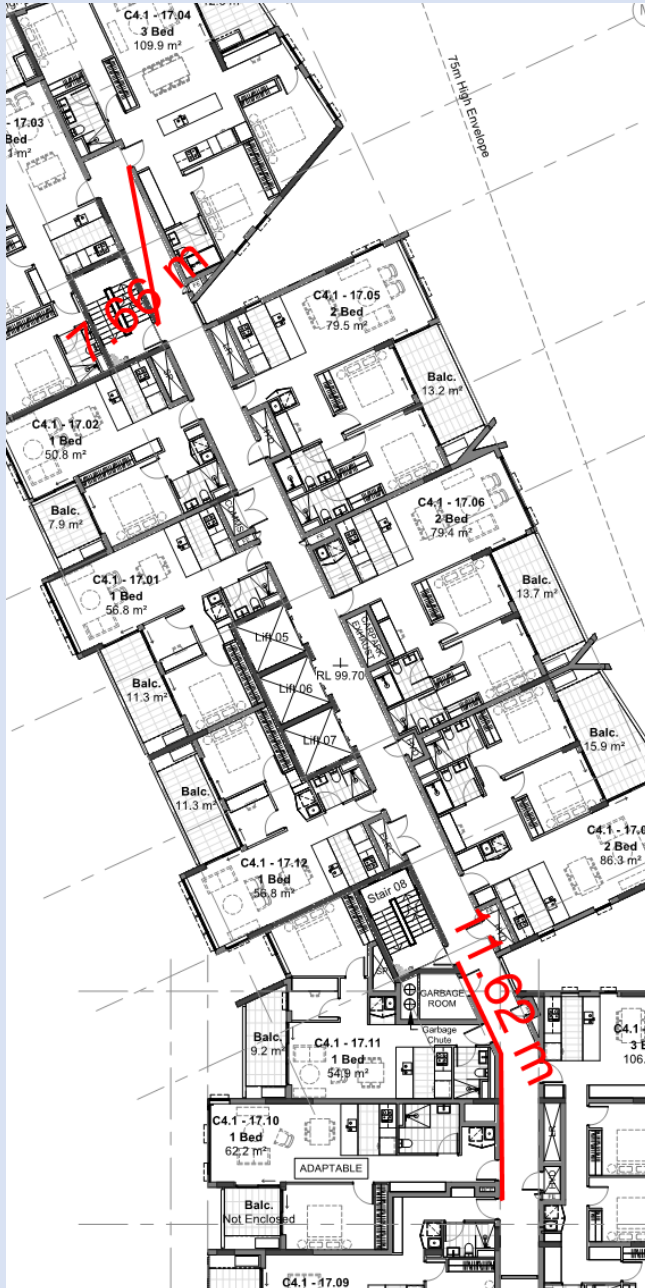 C4.1 - 17.04
3 Bed
109.9 m²
75m High Envelope
- 17.03
Bed
7.66 m
C4.1 - 17.05
2 Bed
79.5 m²
Balc.
13.2 m²
C4.1 - 17.02
1 Bed
50.8 m²
Balc.
7.9 m²
C4.1 - 17.06
2 Bed
79.4 m²
C4.1 - 17.01
1 Bed
56.8 m²
Balc.
13.7 m²
Lift 05
CARPARK
EXHAUST
RL 99.70
Lift 06
Balc.
11.3 m²
Lift 07
Balc.
15.9 m²
Balc.
11.3 m²
C4.1 - 17.0
2 Bed
86.3 m²
C4.1 - 17.12
1 Bed
56.8 m²
Stair 08
11.62 m
GARBAGE
ROOM
Garbage
Chute
Balc.
9.2 m²
C4.1 - 17.11
1 Bed
54.9 m²
C4.1 -
3 B
106.
C4.1 - 17.10
1 Bed
62.2 m²
ADAPTABLE
Balc.
Not Enclosed
C4.1 - 17.09